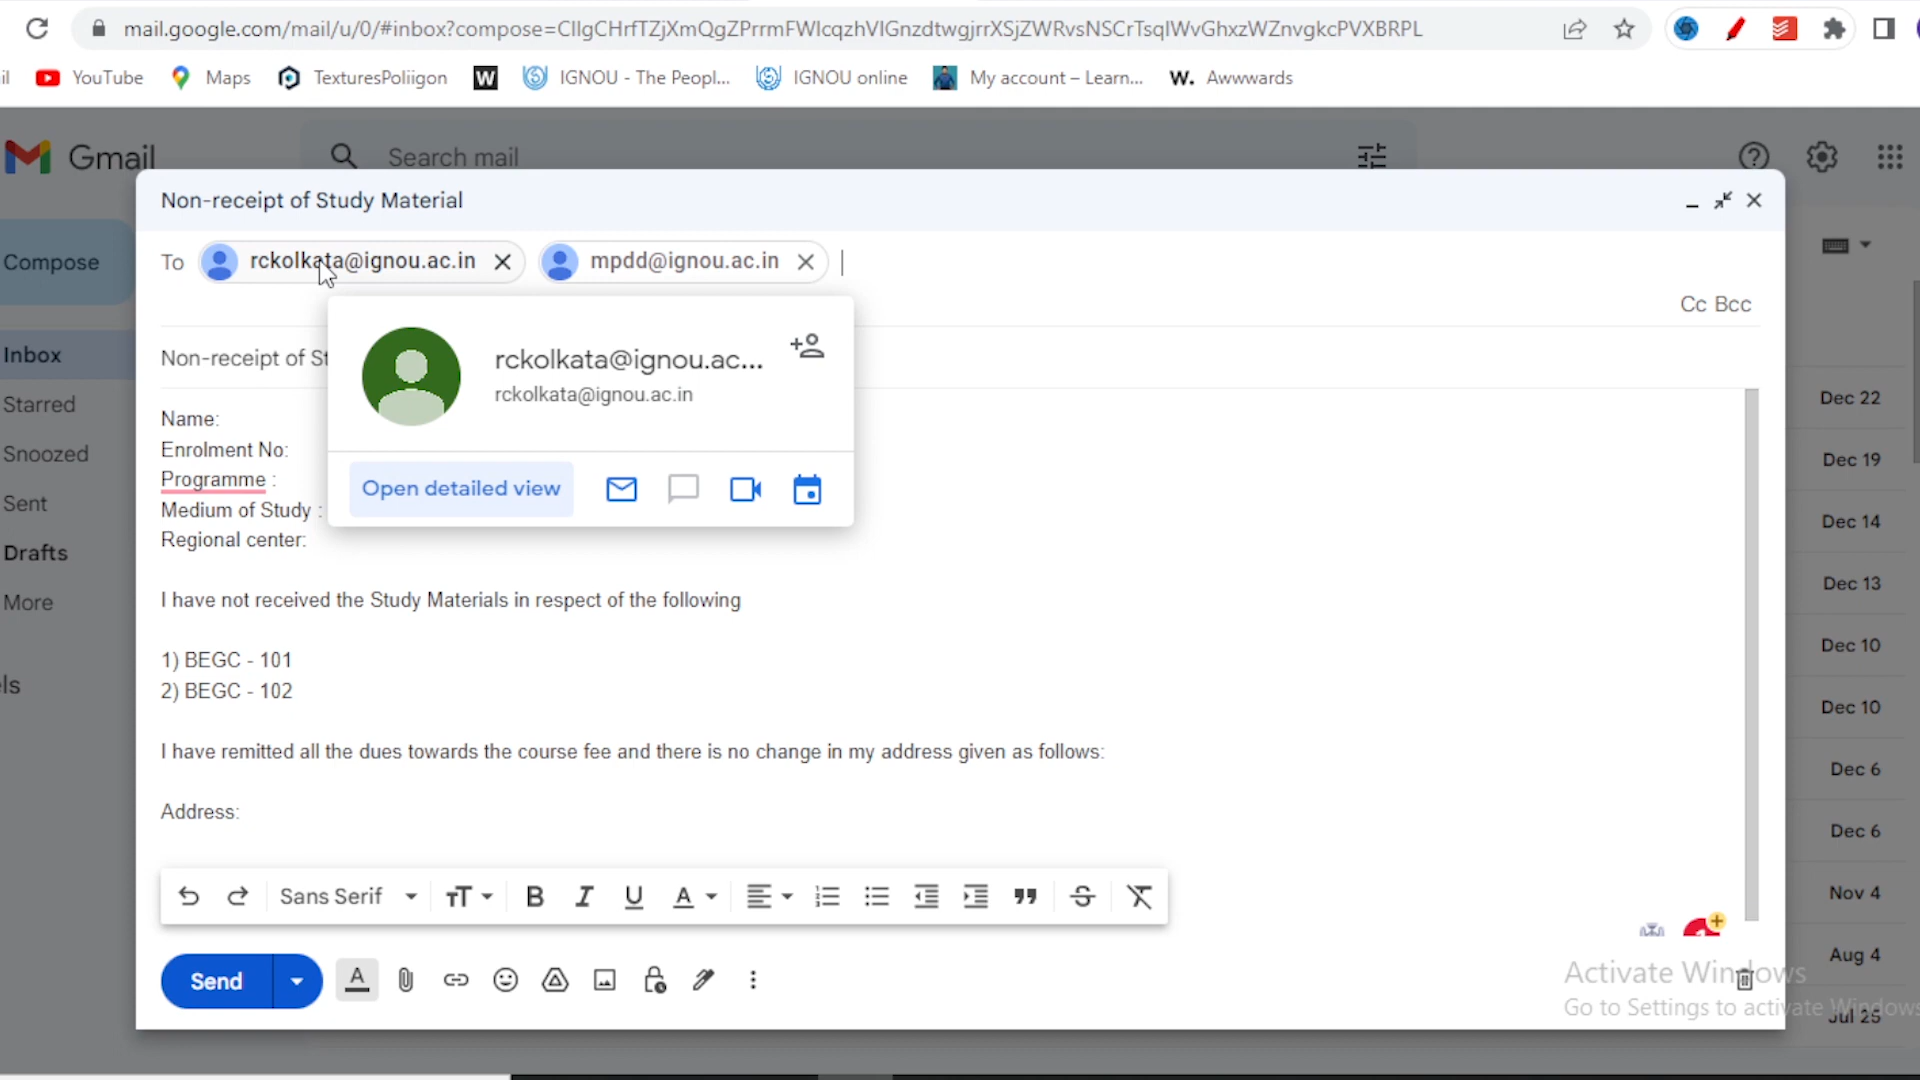 mail.google.com/mail/u/0/#inbox?compose=CllgCHrfTZjXmQgZPrrmFWlcqzhVlGnzdtwgjrrXSjZWRvsNSCrTsqlWvGhxzWZnvgkcPVXBRPL
il YouTube Maps TexturesPoliigon W IGNOU - The Peopl... IGNOU online My account – Learn... W. Awwwards
Gmail Search mail
Non-receipt of Study Material
To rckolkata@ignou.ac.in mpdd@ignou.ac.in
Compose
Cc Bcc
rckolkata@ignou.ac...
rckolkata@ignou.ac.in
Open detailed view
Inbox
Starred
Snoozed
Sent
Drafts
More
els
Non-receipt of St
Name:
Enrolment No:
Programme :
Medium of Study :
Regional center:
I have not received the Study Materials in respect of the following
1) BEGC - 101
2) BEGC - 102
I have remitted all the dues towards the course fee and there is no change in my address given as follows:
Address:
Sans Serif
Send
Dec 22
Dec 19
Dec 14
Dec 13
Dec 10
Dec 10
Dec 6
Dec 6
Nov 4
Aug 4
Jul 25
Activate Windows
Go to Settings to activate Windows